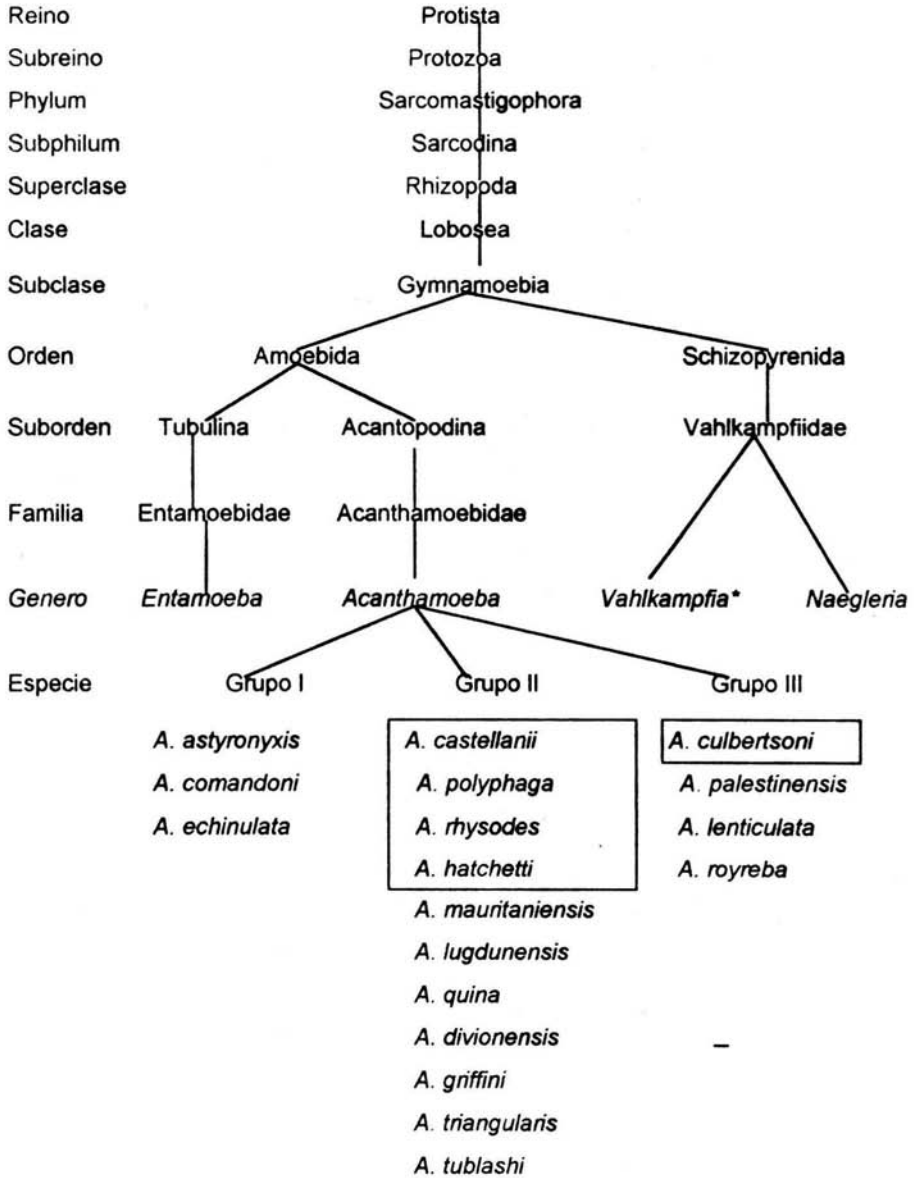 Reino Protista
Subreino Protozoa
Phylum Sarcomastigophora
Subphilum Sarcodina
Superclase Rhizopoda
Clase Lobosea
Subclase Gymnamoebia
Orden Amoebida Schizopyrenida
Suborden Tubulina Acantopodina Vahlkampfiidae
Familia Entamoebidae Acanthamoebidae
Genero Entamoeba Acanthamoeba Vahlkampfia* Naegleria
Especie Grupo I Grupo II Grupo III
A. astyronyxis A. castellanii A. culbertsoni
A. comandoni A. polyphaga A. palestinensis
A. echinulata A. rhysodes A. lenticulata
A. hatchetti A. royreba
A. mauritaniensis
A. lugdunensis
A. quina
A. divionensis
A. griffini
A. triangularis
A. tublashi